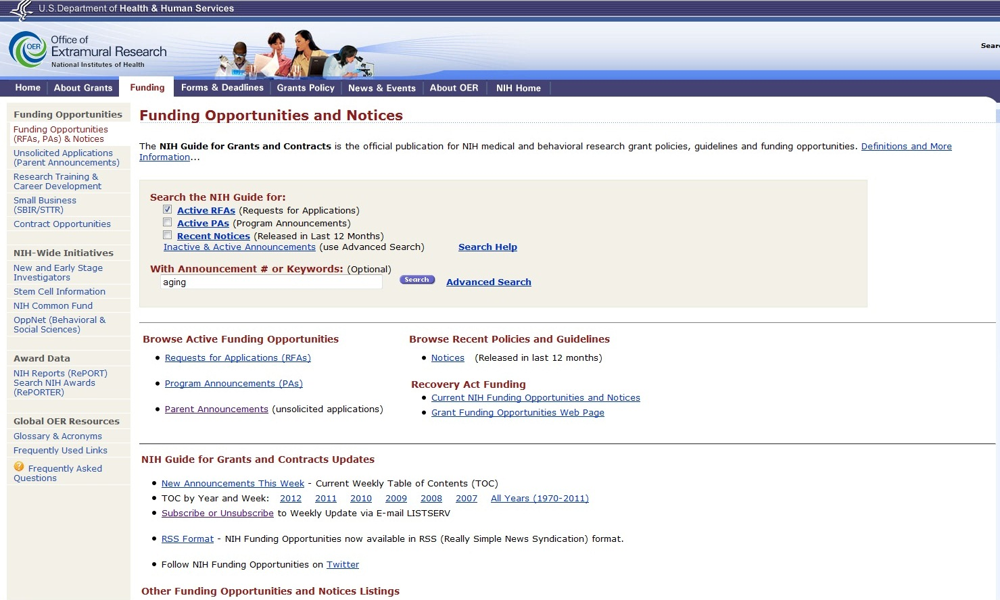 U.S.Department of Health & Human Services
OER
Office of
Extramural Research
National Institutes of Health
Home
About Grants
Funding
Forms & Deadlines
Grants Policy
News & Events
About OER
NIH Home
Funding Opportunities
Funding Opportunities
(RFAs, PAs) & Notices
Unsolicited Applications
(Parent Announcements)
Research Training &
Career Development
Small Business
(SBIR/STTR)
Contract Opportunities
NIH-Wide Initiatives
New and Early Stage
Investigators
Stem Cell Information
NIH Common Fund
OppNet (Behavioral &
Social Sciences)
Award Data
NIH Reports (RePORT)
Search NIH Awards
(RePORTER)
Global OER Resources
Glossary & Acronyms
Frequently Used Links
? Frequently Asked
Questions
Funding Opportunities and Notices
The NIH Guide for Grants and Contracts is the official publication for NIH medical and behavioral research grant policies, guidelines and funding opportunities. Definitions and More
Information...
Search the NIH Guide for:
Active RFAs (Requests for Applications)
Active PAs (Program Announcements)
Recent Notices (Released in Last 12 Months)
Inactive & Active Announcements (use Advanced Search) Search Help
With Announcement # or Keywords: (Optional)
aging Search Advanced Search
Browse Active Funding Opportunities
• Requests for Applications (RFAs)
• Program Announcements (PAs)
• Parent Announcements (unsolicited applications)
Browse Recent Policies and Guidelines
• Notices (Released in last 12 months)
Recovery Act Funding
• Current NIH Funding Opportunities and Notices
• Grant Funding Opportunities Web Page
NIH Guide for Grants and Contracts Updates
• New Announcements This Week - Current Weekly Table of Contents (TOC)
• TOC by Year and Week: 2012 2011 2010 2009 2008 2007 All Years (1970-2011)
• Subscribe or Unsubscribe to Weekly Update via E-mail LISTSERV
• RSS Format - NIH Funding Opportunities now available in RSS (Really Simple News Syndication) format.
• Follow NIH Funding Opportunities on Twitter
Other Funding Opportunities and Notices Listings